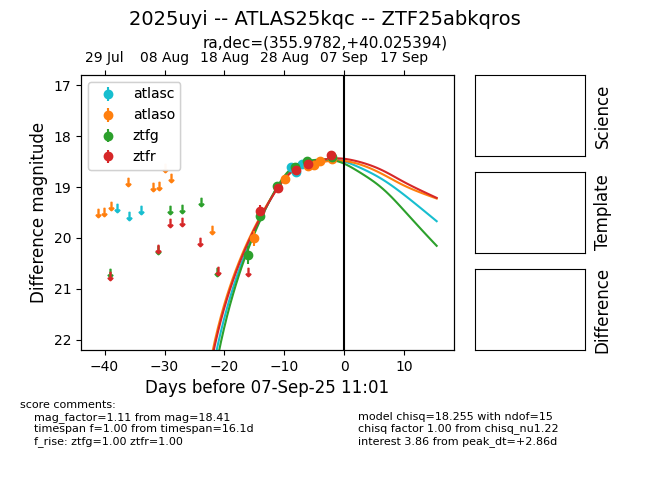 2025uyi -- ATLAS25kqc -- ZTF25abkqros
ra,dec=(355.9782,+40.025394)
29 Jul 08 Aug 18 Aug 28 Aug 07 Sep 17 Sep
17
18
19
20
21
22
Difference magnitude
atlasc
atlaso
ztfg
ztfr
−40 −30 −20 −10 0 10
Days before 07-Sep-25 11:01
Science
Template
Difference
score comments:
mag_factor=1.11 from mag=18.41
timespan f=1.00 from timespan=16.1d
f_rise: ztfg=1.00 ztfr=1.00
model chisq=18.255 with ndof=15
chisq factor 1.00 from chisq_nu1.22
interest 3.86 from peak_dt=+2.86d